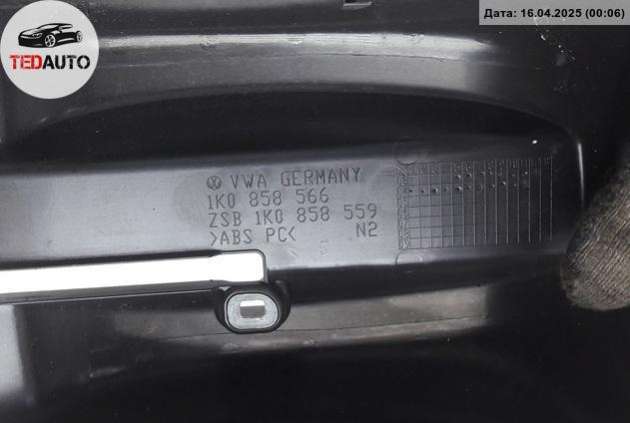 Дата: 16.04.2025 (00:06)
TEDAUTO
VWA GERMANY
1K0 858 566
ZSB 1K0 858 559
>ABS PC< N2